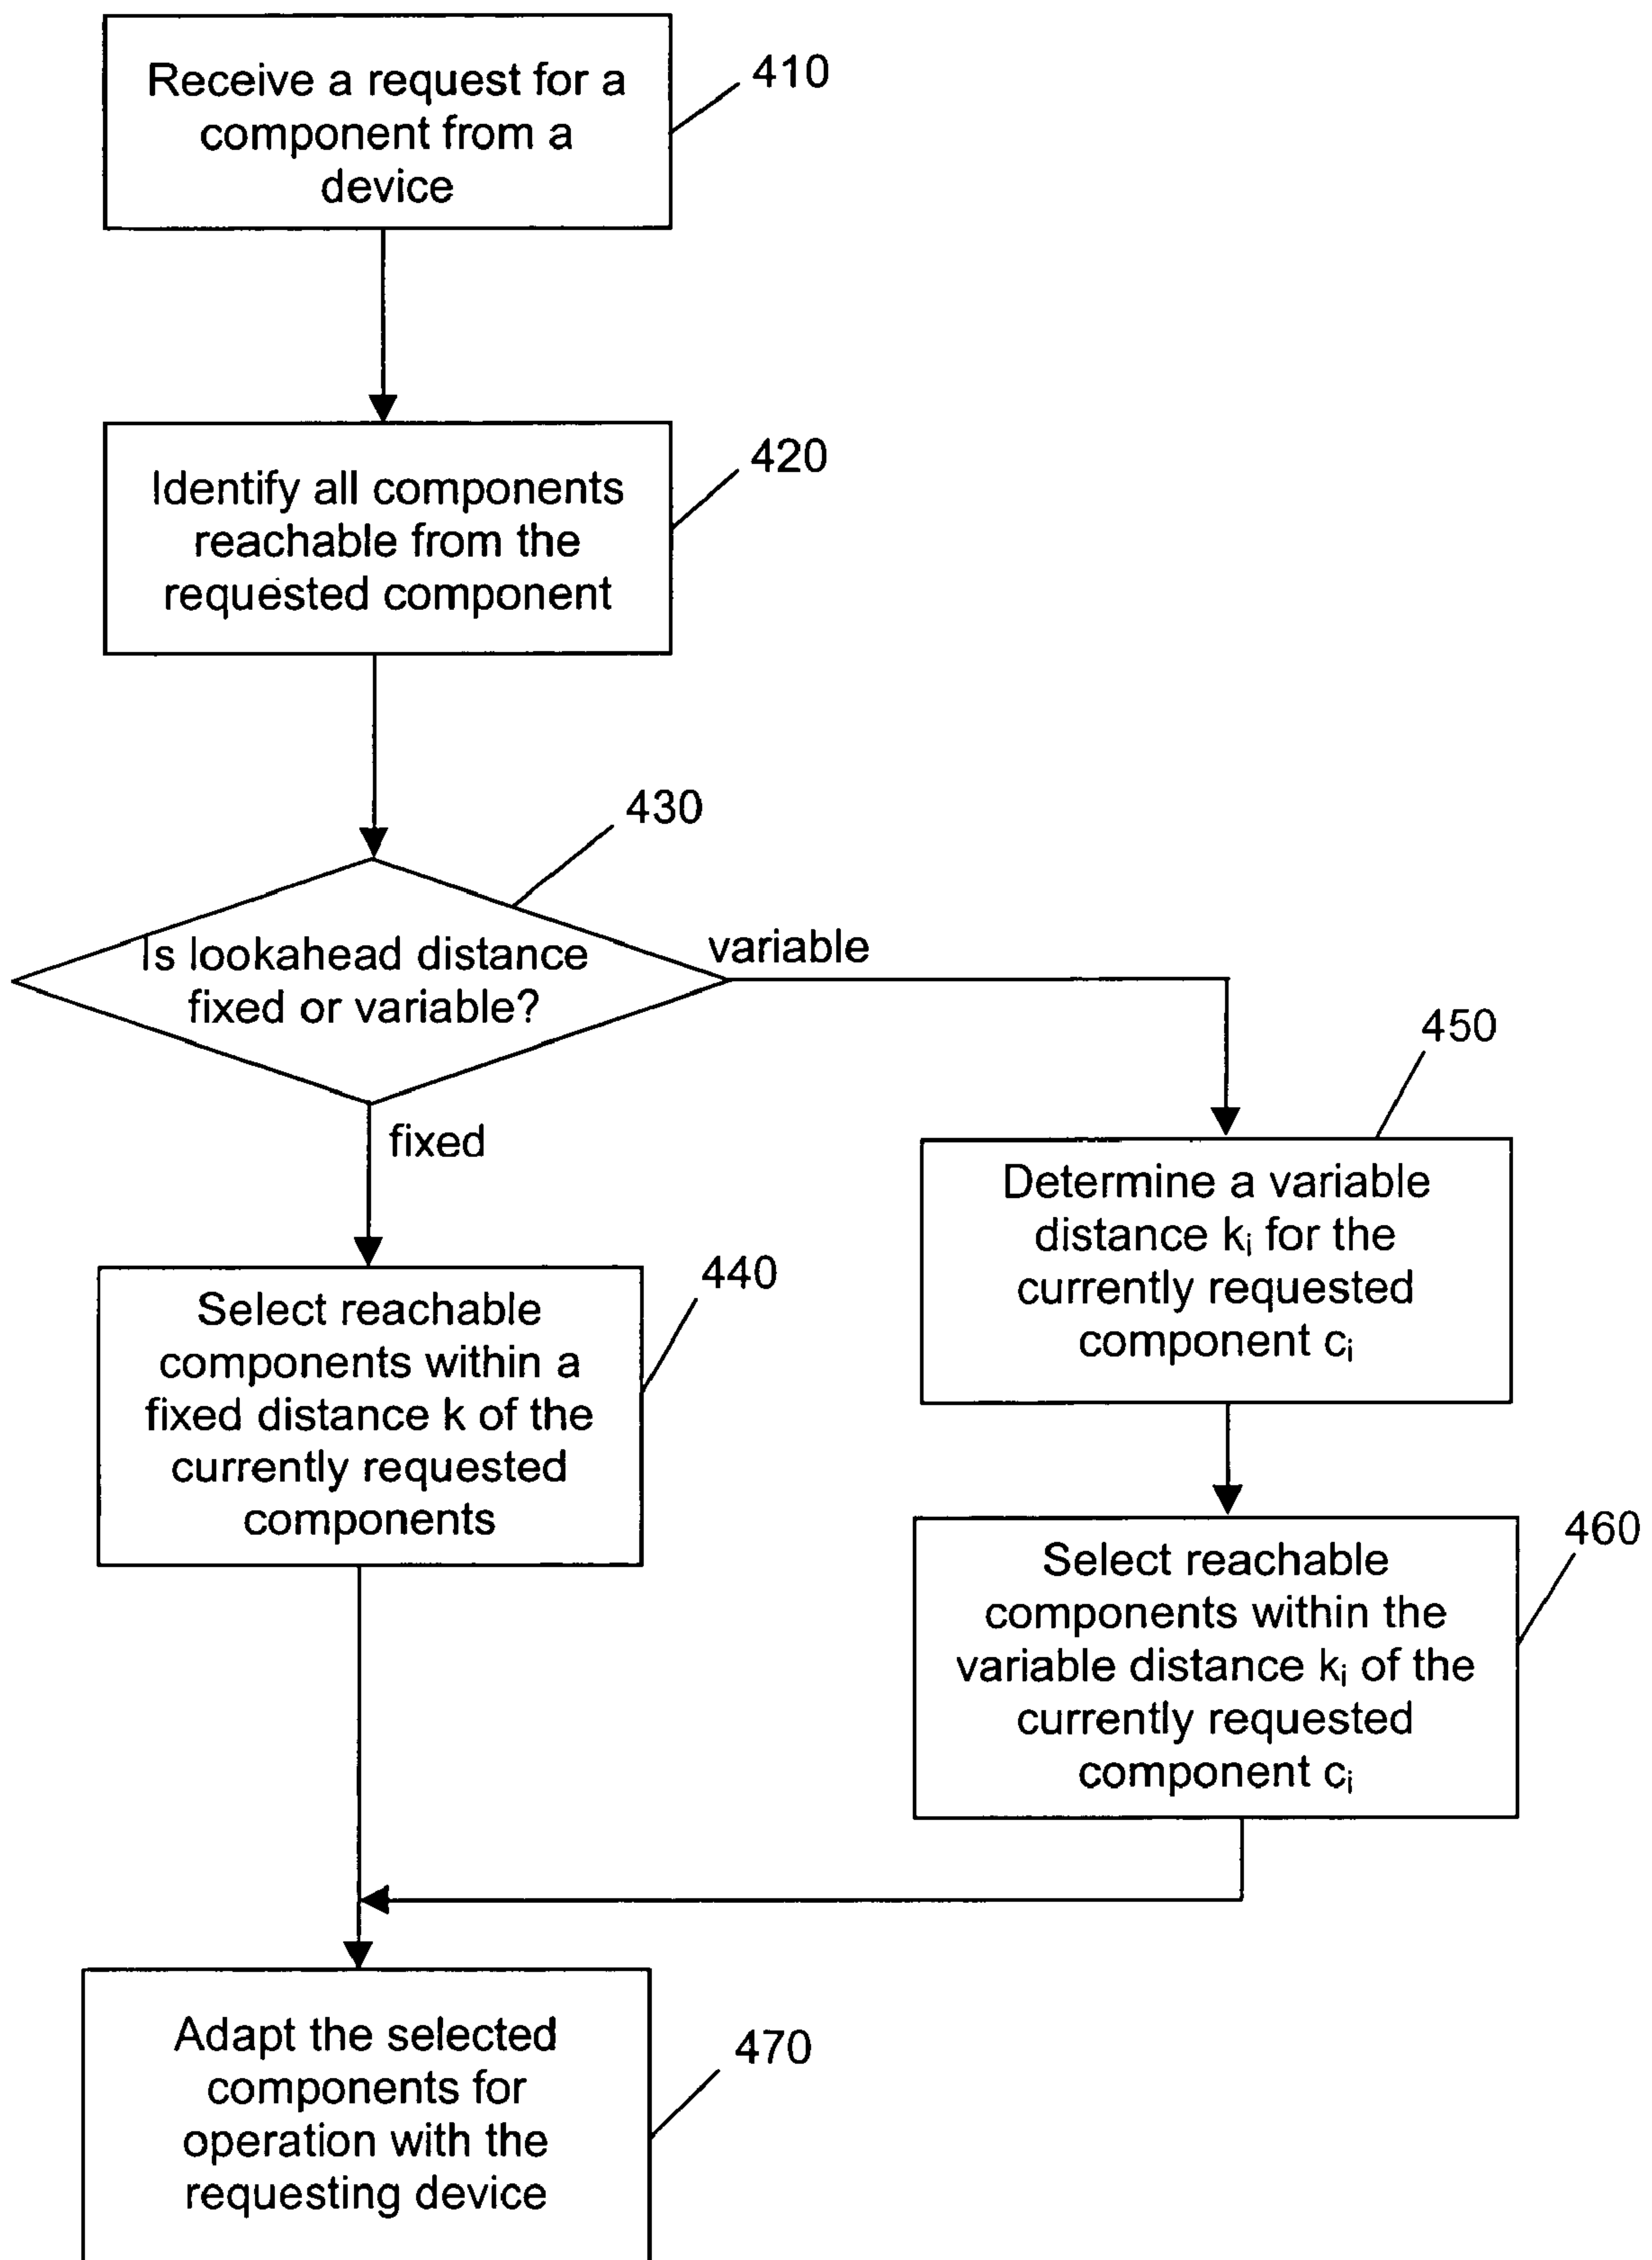 Receive a request for a
component from a
device
410
Identify all components
reachable from the
requested component
420
430
Is lookahead distance
fixed or variable?
variable
fixed
450
Determine a variable
distance kᵢ for the
currently requested
component cᵢ
440
Select reachable
components within a
fixed distance k of the
currently requested
components
460
Select reachable
components within the
variable distance kᵢ of the
currently requested
component cᵢ
Adapt the selected
components for
operation with the
requesting device
470